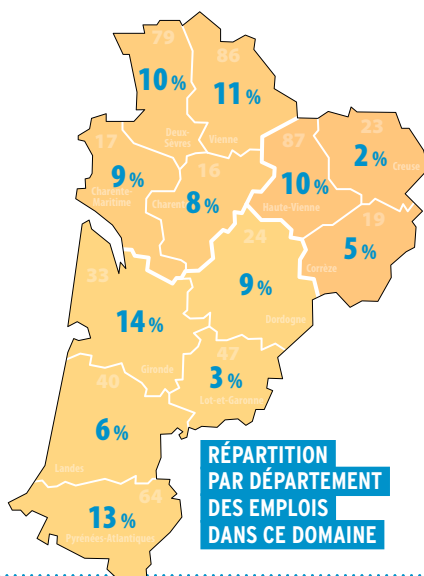 79
10 %
Deux-
Sèvres
86
11 %
Vienne
17
9 %
Charente
Maritime
16
Charen
8 %
87
10 %
Haute-Vienne
23
2 %
Creuse
19
5 %
Corrèze
24
9 %
Dordogne
33
14 %
Gironde
47
3 %
Lot-et-Garonne
40
6 %
Landes
64
13 %
Pyrénées-Atlantiques
RÉPARTITION
PAR DÉPARTEMENT
DES EMPLOIS
DANS CE DOMAINE